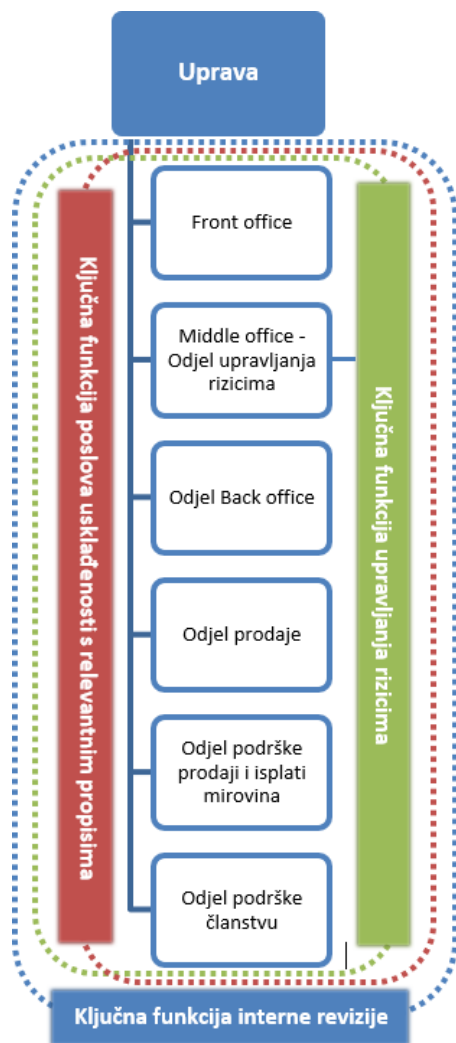 Uprava
Ključna funkcija poslova usklađenosti s relevantnim propisima
Front office
Middle office -
Odjel upravljanja
rizicima
Odjel Back office
Odjel prodaje
Odjel podrške
prodaji i isplati
mirovina
Odjel podrške
članstvu
Ključna funkcija upravljanja rizicima
Ključna funkcija interne revizije